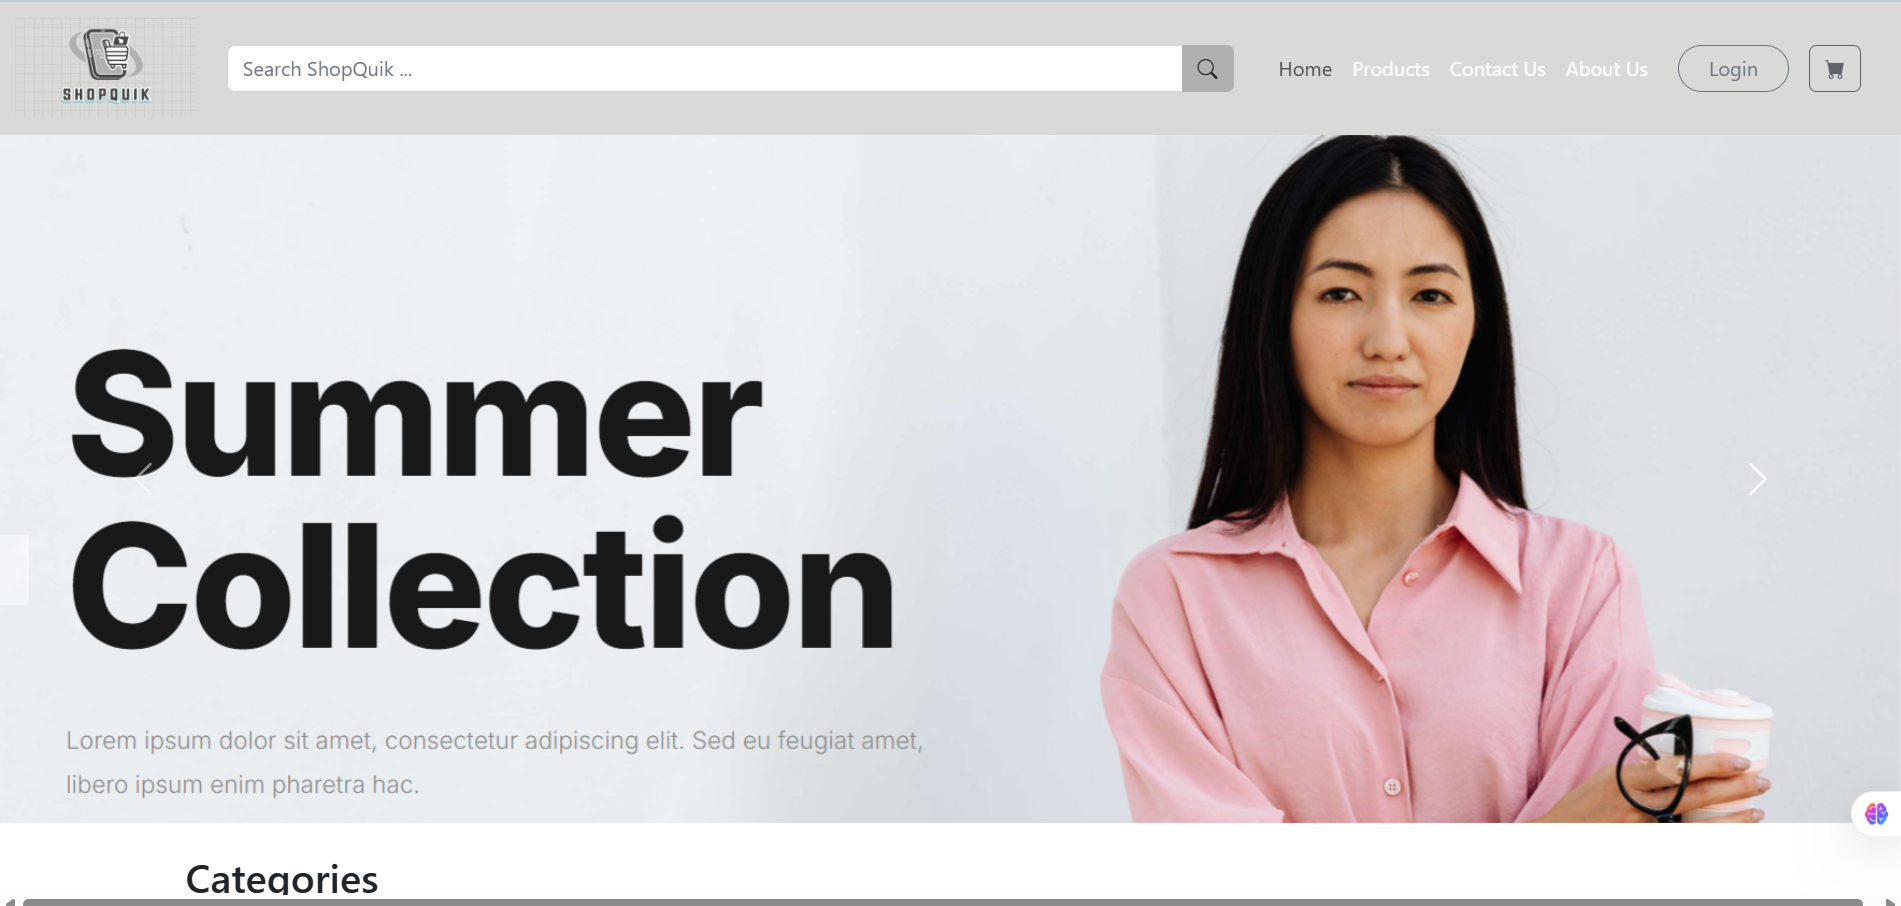 SHOPQUIK
Search ShopQuik ...
Home
Products
Contact Us
About Us
Login
Summer
Collection
Lorem ipsum dolor sit amet, consectetur adipiscing elit. Sed eu feugiat amet,
libero ipsum enim pharetra hac.
Categories